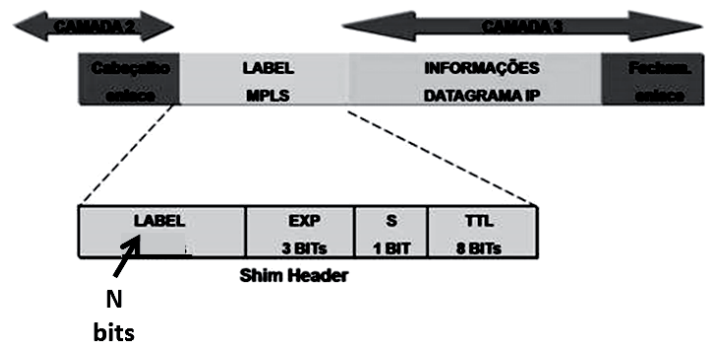 CAMADA 2
CAMADA 3
Cabeçalho
enlace
LABEL
MPLS
INFORMAÇÕES
DATAGRAMA IP
Fecham.
enlace
LABEL
EXP
3 BITs
S
1 BIT
TTL
8 BITs
Shim Header
N
bits